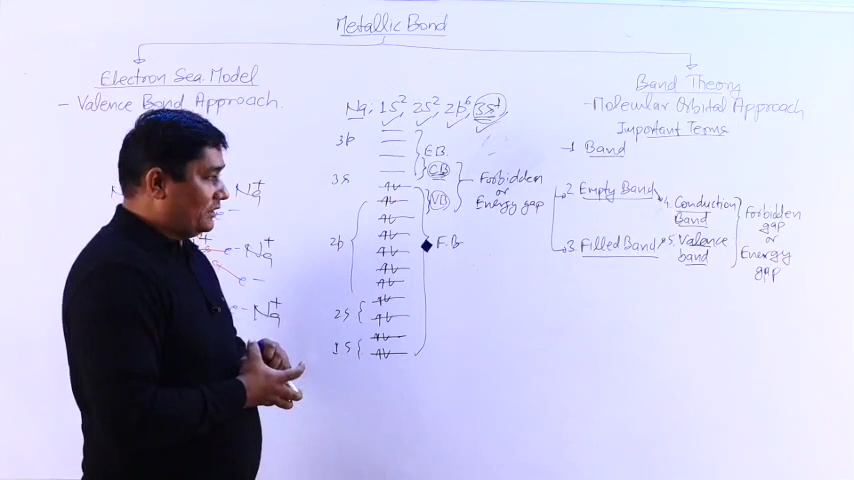 Metallic Bond
Electron Sea Model
- Valence Bond Approach.
Na; 1s² 2s² 2p⁶ 3s¹
3p
3s
2p
2s
1s
E.B
CB
VB
F.B
Forbidden
or
Energy gap
Na⁺
e-
e- Na⁺
e-
e- Na⁺
Band Theory
- Molecular Orbital Approach
Important Terms
1 Band
2 Empty Band
3 Filled Band
4. Conduction
Band
5. Valence
band
Forbidden
gap
or
Energy
gap